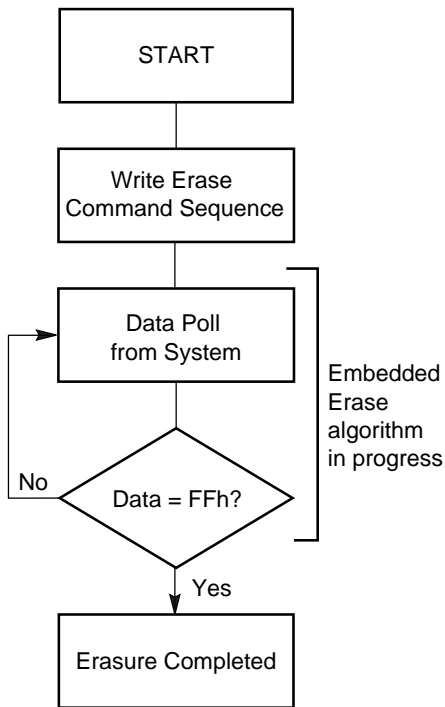 START
Write Erase
Command Sequence
Data Poll
from System
Embedded
Erase
algorithm
in progress
No
Data = FFh?
Yes
Erasure Completed